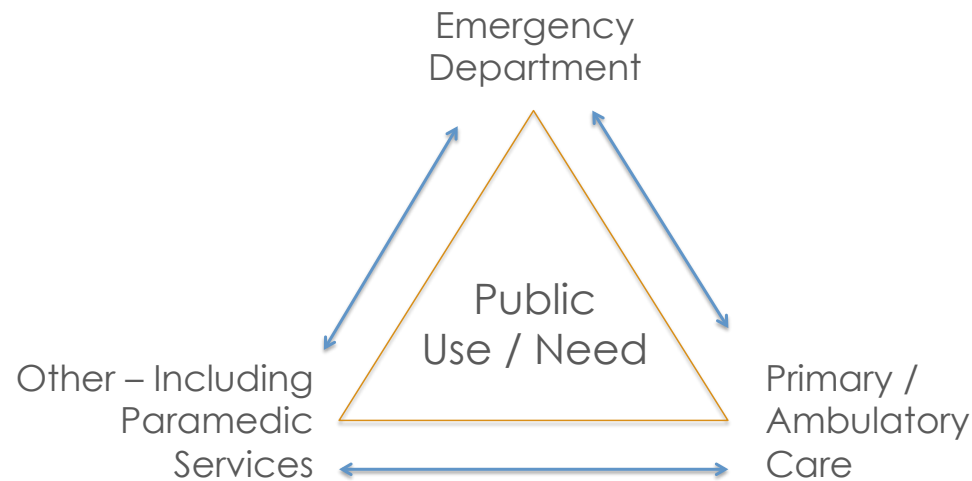 Emergency
Department
Public
Use / Need
Other – Including
Paramedic
Services
Primary /
Ambulatory
Care